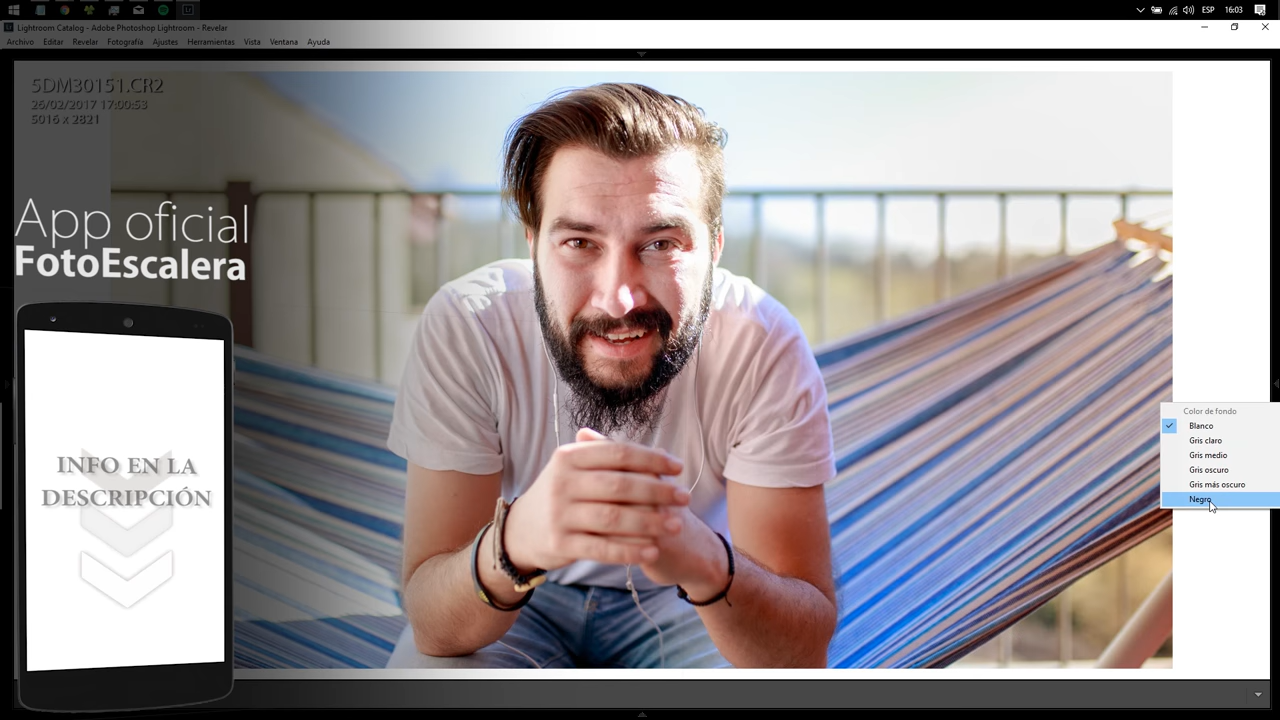 ESP 16:03
Lightroom Catalog - Adobe Photoshop Lightroom - Revelar
Archivo Editar Revelar Fotografía Ajustes Herramientas Vista Ventana Ayuda
5DM30151.CR2
26/02/2017 17:00:53
5016 x 2821
App oficial
FotoEscalera
INFO EN LA
DESCRIPCIÓN
Color de fondo
Blanco
Gris claro
Gris medio
Gris oscuro
Gris más oscuro
Negro